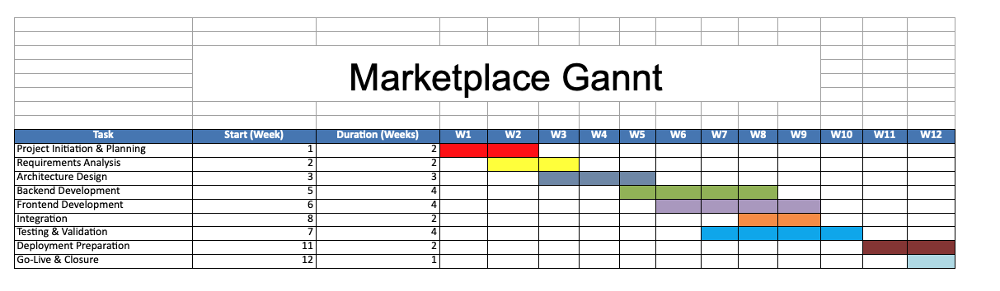 Marketplace Gannt
Task Start (Week) Duration (Weeks) W1 W2 W3 W4 W5 W6 W7 W8 W9 W10 W11 W12
Project Initiation & Planning 1 2
Requirements Analysis 2 2
Architecture Design 3 3
Backend Development 5 4
Frontend Development 6 4
Integration 8 2
Testing & Validation 7 4
Deployment Preparation 11 2
Go-Live & Closure 12 1